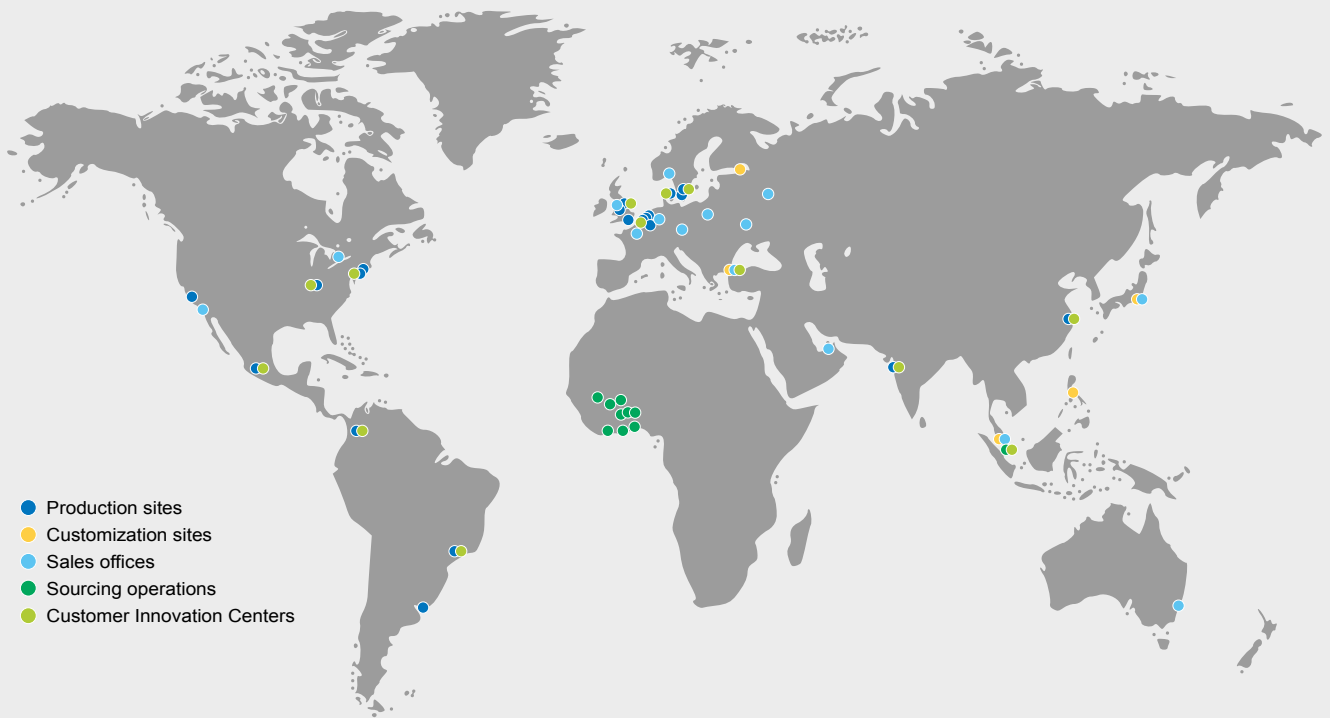 Production sites
Customization sites
Sales offices
Sourcing operations
Customer Innovation Centers